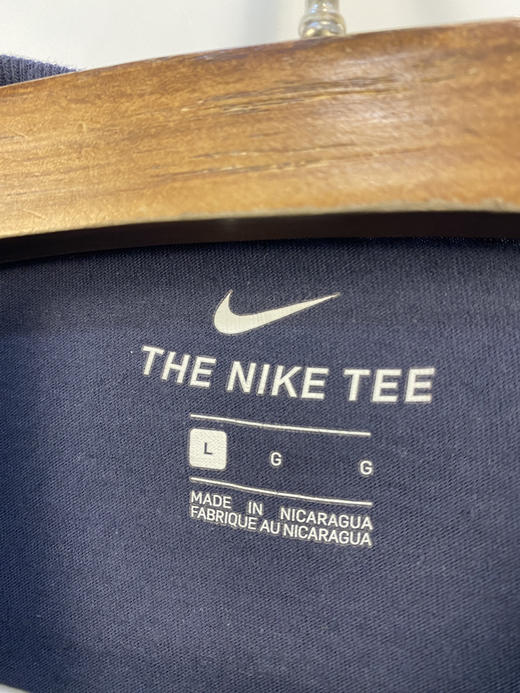 THE NIKE TEE
L G G
MADE IN NICARAGUA
FABRIQUE AU NICARAGUA